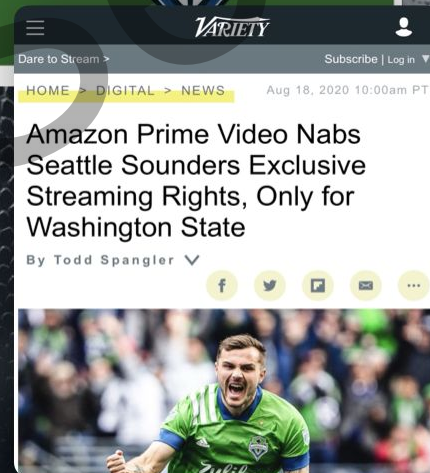 VARIETY
Dare to Stream >
Subscribe | Log in ▼
HOME > DIGITAL > NEWS
Aug 18, 2020 10:00am PT
Amazon Prime Video Nabs
Seattle Sounders Exclusive
Streaming Rights, Only for
Washington State
By Todd Spangler